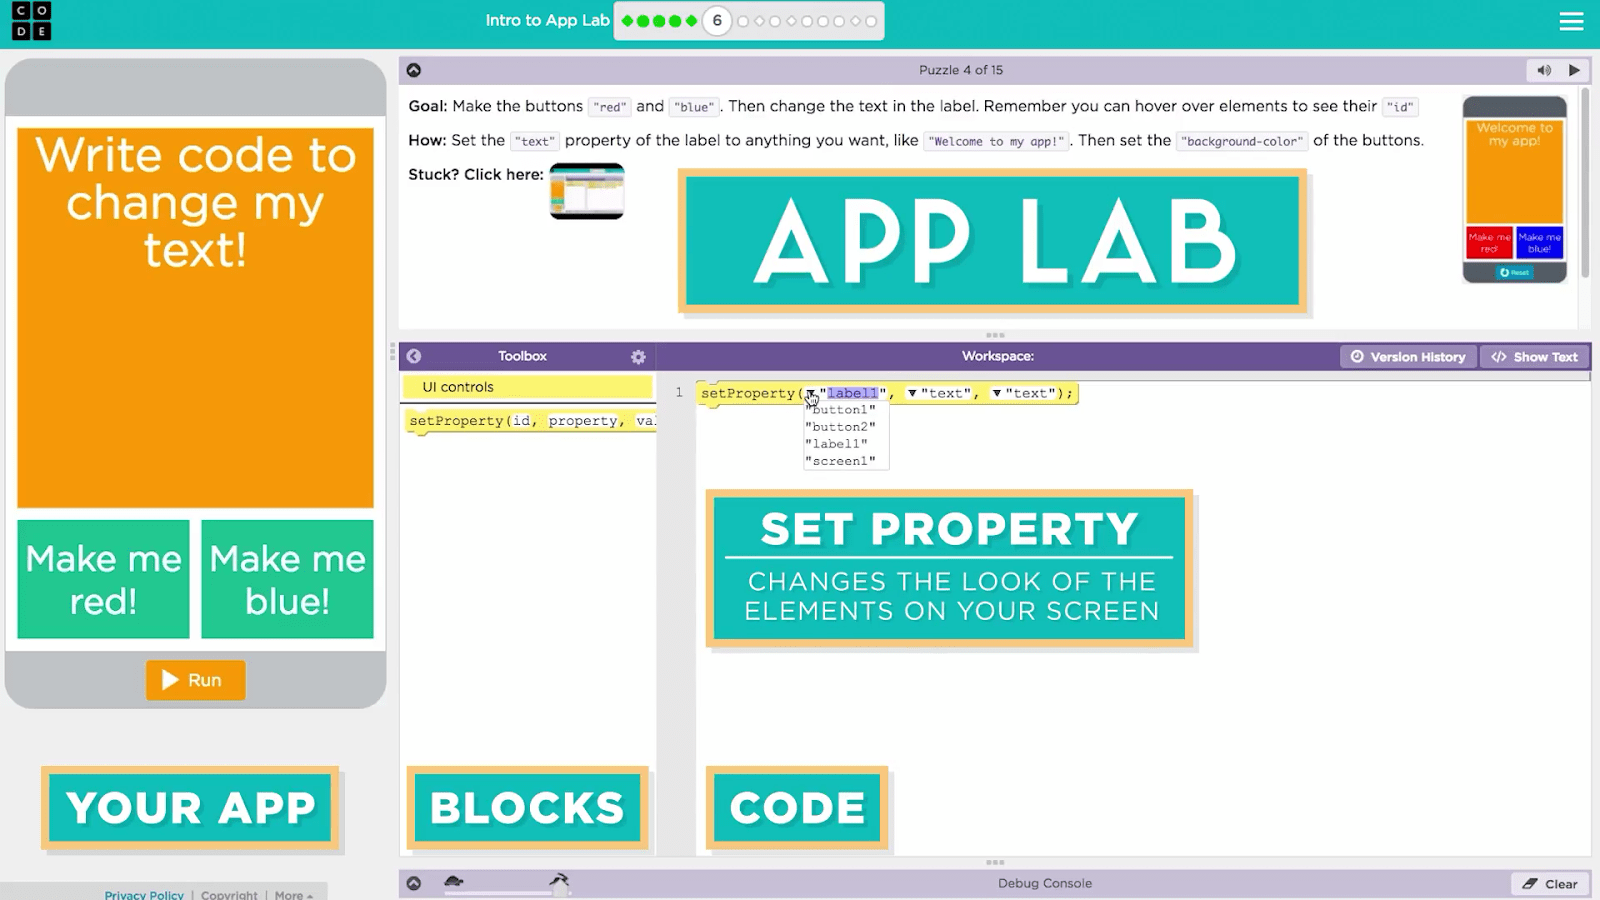 CODE
Intro to App Lab
6
Puzzle 4 of 15
Write code to
change my
text!
Make me
red!
Make me
blue!
Run
Goal: Make the buttons "red" and "blue". Then change the text in the label. Remember you can hover over elements to see their "id"
How: Set the "text" property of the label to anything you want, like "Welcome to my app!". Then set the "background-color" of the buttons.
Stuck? Click here:
APP LAB
Welcome to
my app!
Make me
red!
Make me
blue!
Reset
Toolbox
Workspace:
Version History
</> Show Text
UI controls
setProperty(id, property, val
1
setProperty("label1", "text", "text");
"button1"
"button2"
"label1"
"screen1"
SET PROPERTY
CHANGES THE LOOK OF THE
ELEMENTS ON YOUR SCREEN
YOUR APP
BLOCKS
CODE
Debug Console
Clear
Privacy Policy | Copyright | More